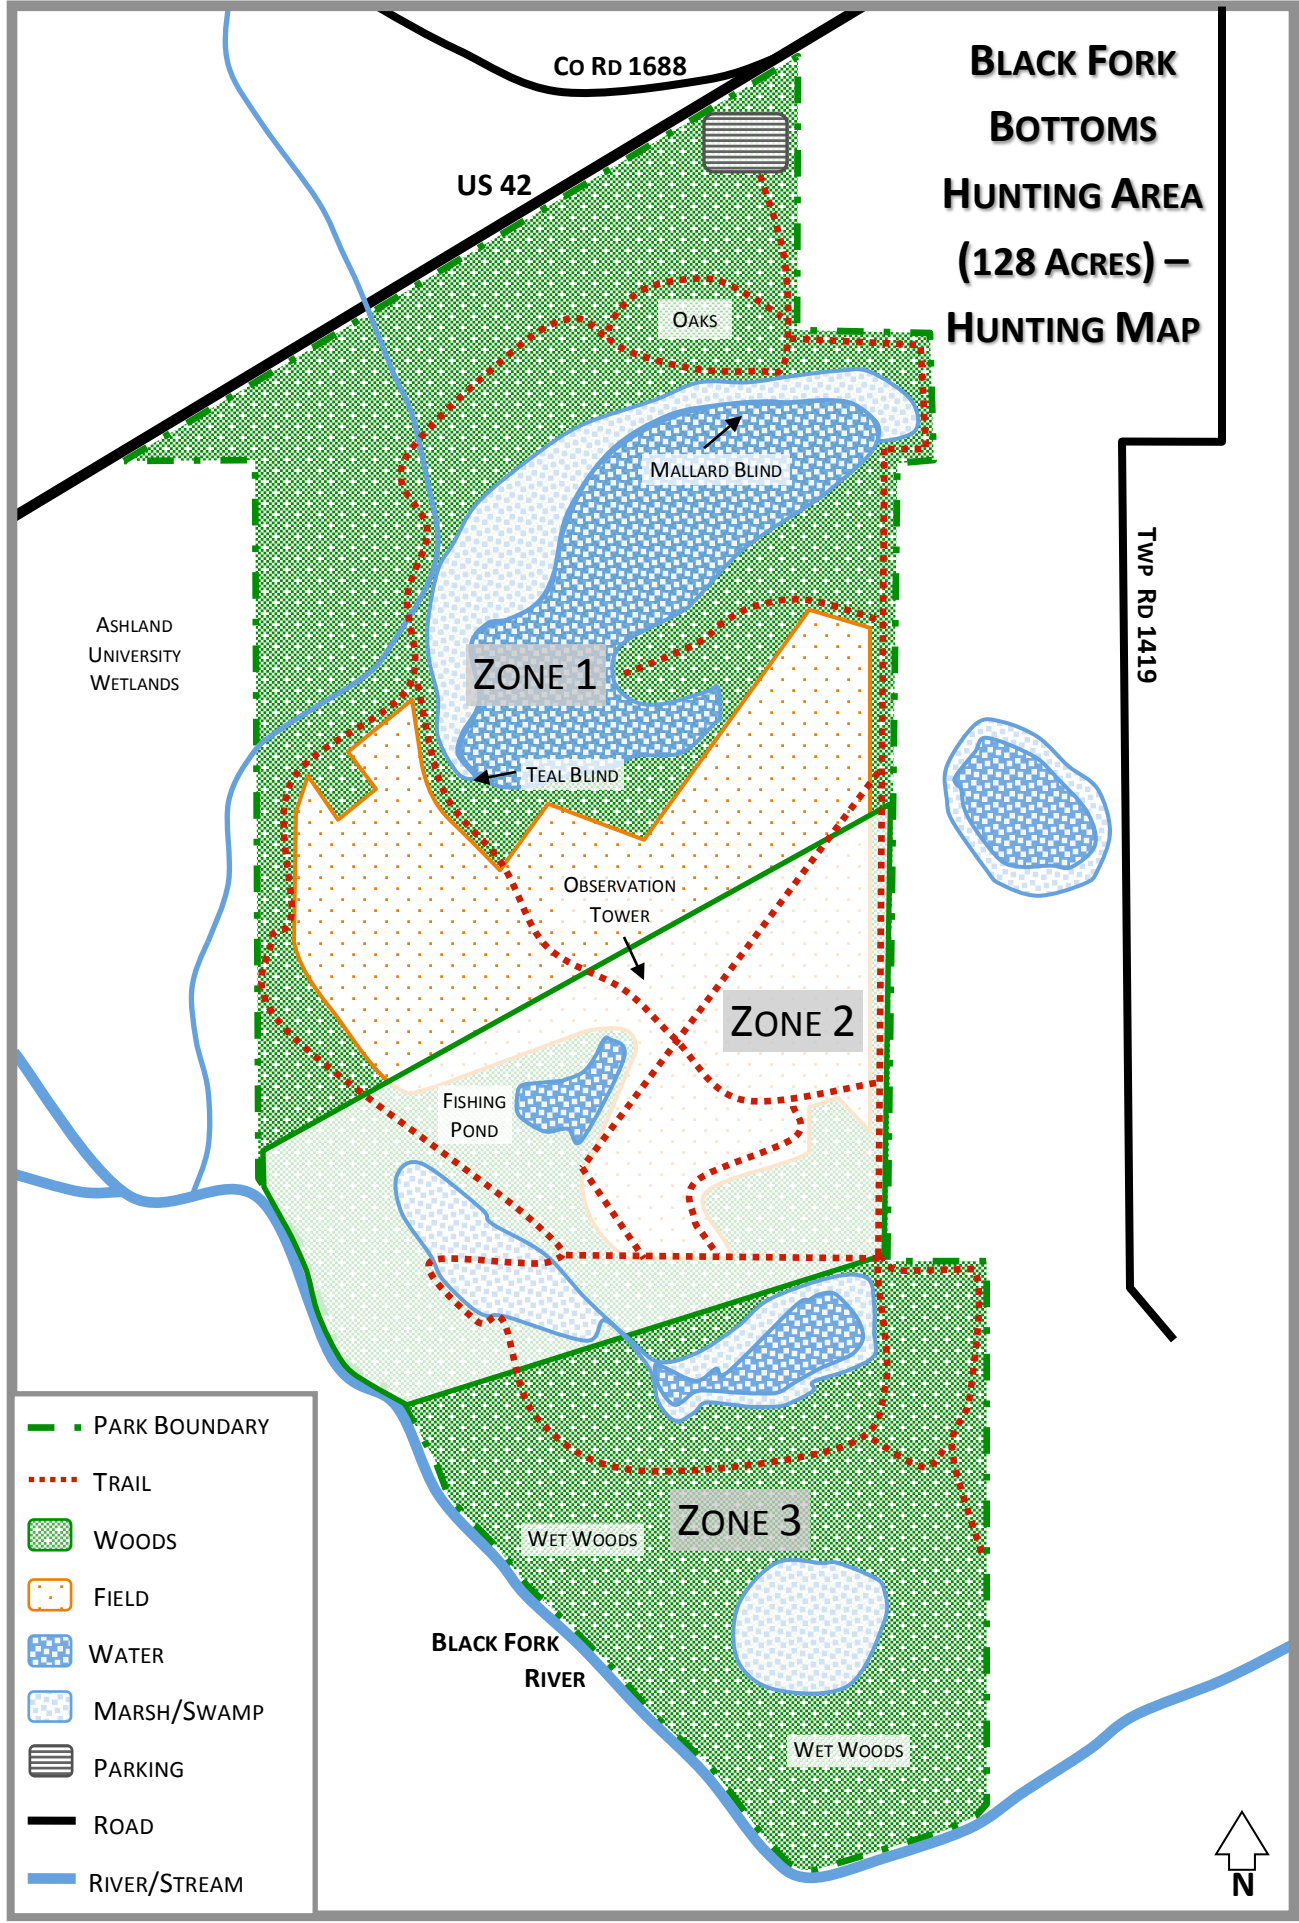 Co Rd 1688
Black Fork
Bottoms
Hunting Area
(128 Acres) –
Hunting Map
US 42
Oaks
Mallard Blind
Twp Rd 1419
Ashland
University
Wetlands
Zone 1
Teal Blind
Observation
Tower
Zone 2
Fishing
Pond
Zone 3
Wet Woods
Black Fork
River
Wet Woods
Park Boundary
Trail
Woods
Field
Water
Marsh/Swamp
Parking
Road
River/Stream
N